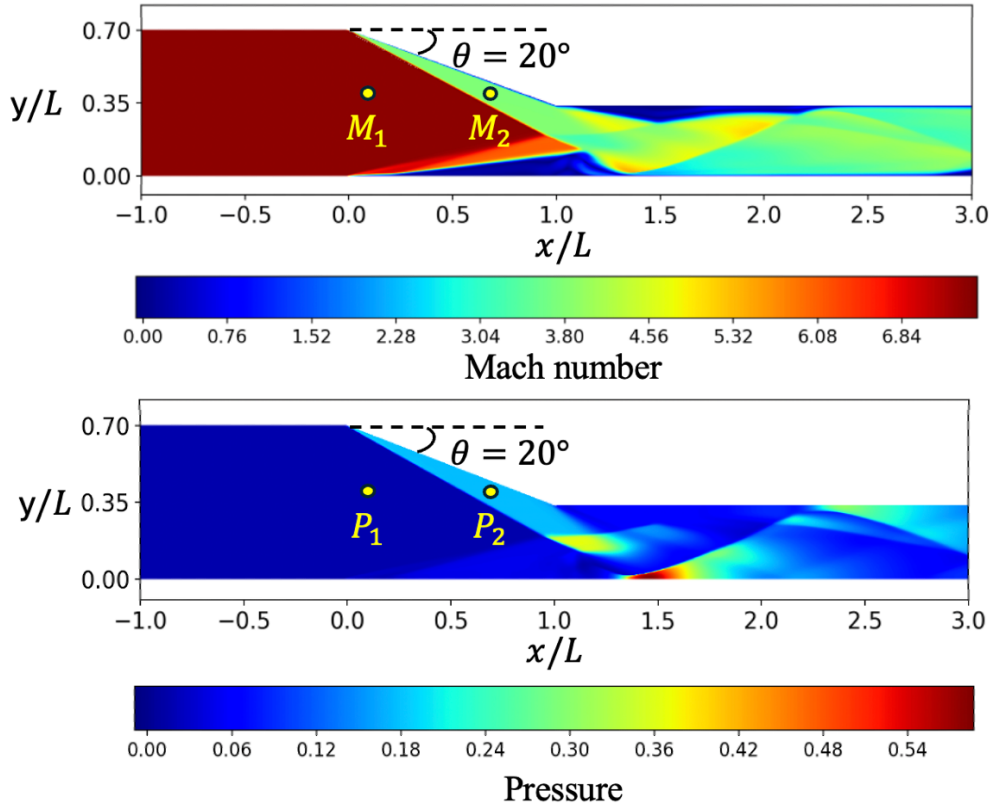 0.70
θ = 20°
y/L
0.35
M₁
M₂
0.00
−1.0 −0.5 0.0 0.5 1.0 1.5 2.0 2.5 3.0
x/L
0.00 0.76 1.52 2.28 3.04 3.80 4.56 5.32 6.08 6.84
Mach number
0.70
θ = 20°
y/L
0.35
P₁
P₂
0.00
−1.0 −0.5 0.0 0.5 1.0 1.5 2.0 2.5 3.0
x/L
0.00 0.06 0.12 0.18 0.24 0.30 0.36 0.42 0.48 0.54
Pressure